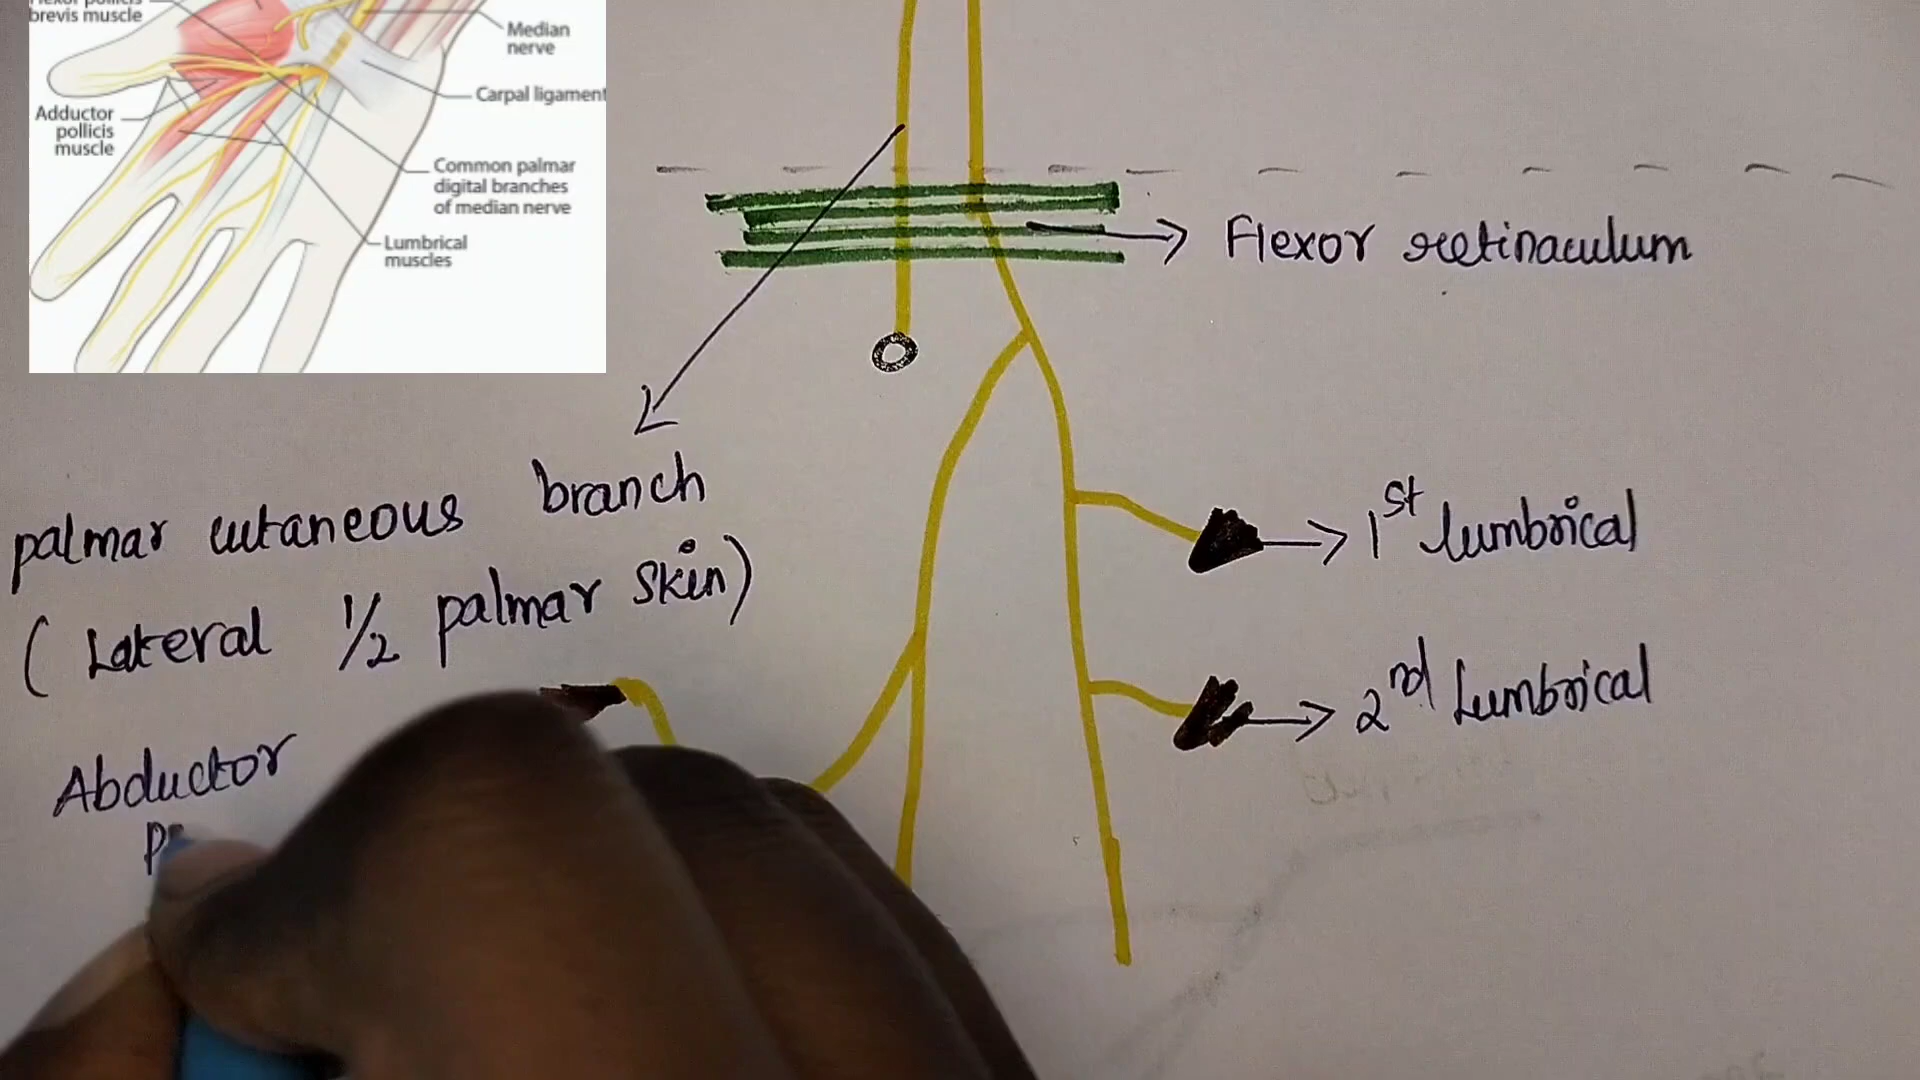 brevis muscle
Median
nerve
Carpal ligament
Adductor
pollicis
muscle
Common palmar
digital branches
of median nerve
Lumbrical
muscles
Flexor retinaculum
palmar cutaneous branch
(Lateral 1/2 palmar skin)
1st lumbrical
2nd Lumbrical
Abductor